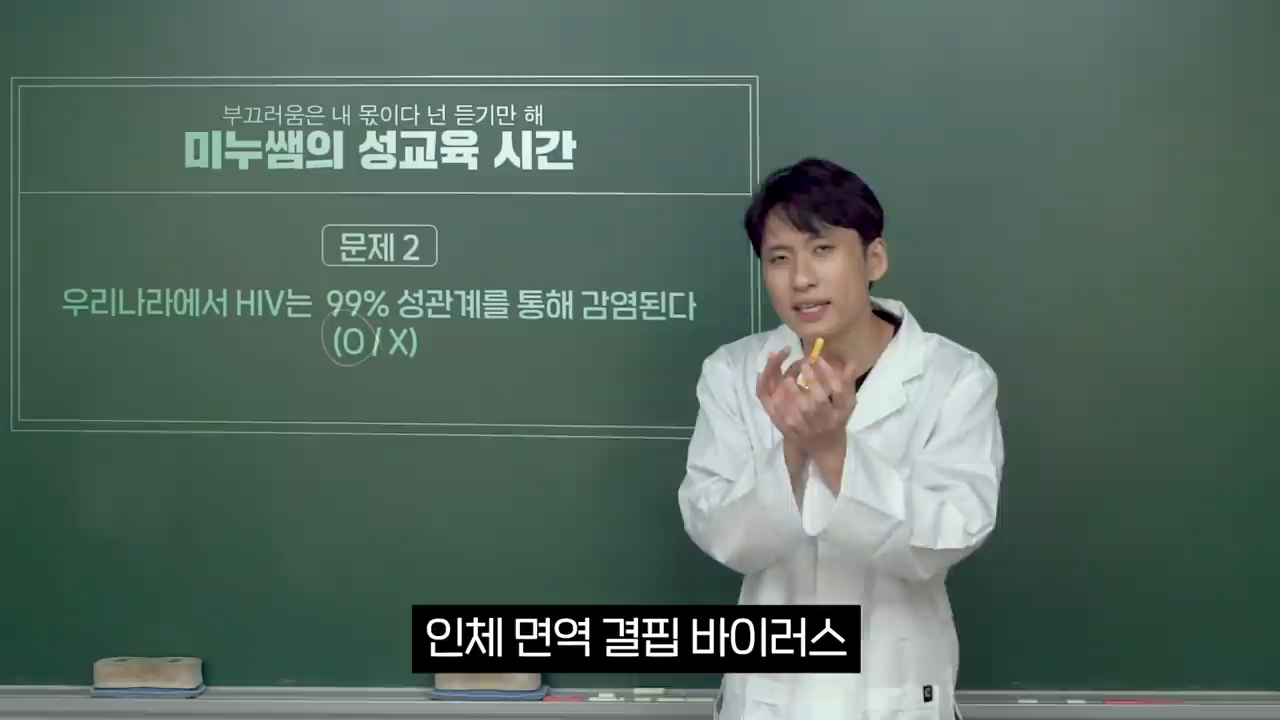 부끄러움은 내 몫이다 넌 듣기만 해
미누쌤의 성교육 시간
문제 2
우리나라에서 HIV는 99% 성관계를 통해 감염된다
(O / X)
인체 면역 결핍 바이러스